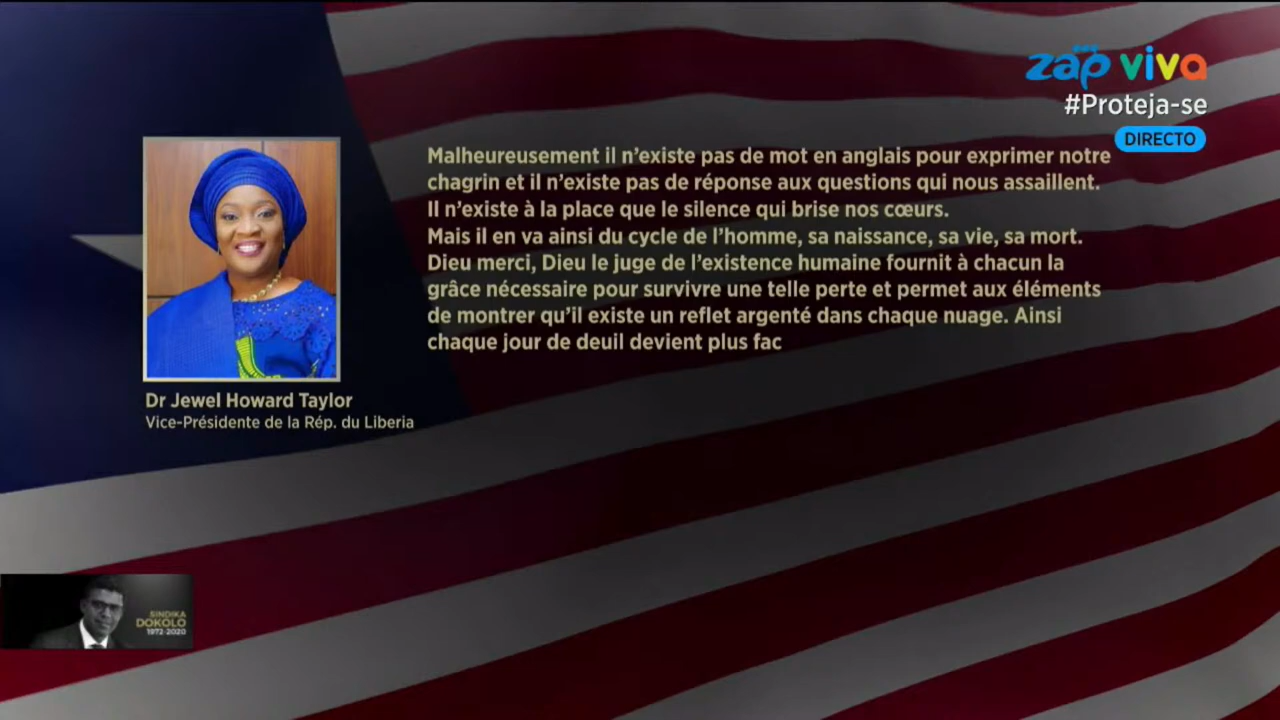 zap viva
#Proteja-se
DIRECTO
Malheureusement il n’existe pas de mot en anglais pour exprimer notre
chagrin et il n’existe pas de réponse aux questions qui nous assaillent.
Il n’existe à la place que le silence qui brise nos cœurs.
Mais il en va ainsi du cycle de l’homme, sa naissance, sa vie, sa mort.
Dieu merci, Dieu le juge de l’existence humaine fournit à chacun la
grâce nécessaire pour survivre une telle perte et permet aux éléments
de montrer qu’il existe un reflet argenté dans chaque nuage. Ainsi
chaque jour de deuil devient plus fac
Dr Jewel Howard Taylor
Vice-Présidente de la Rép. du Liberia
SINDIKA
DOKOLO
1972-2020